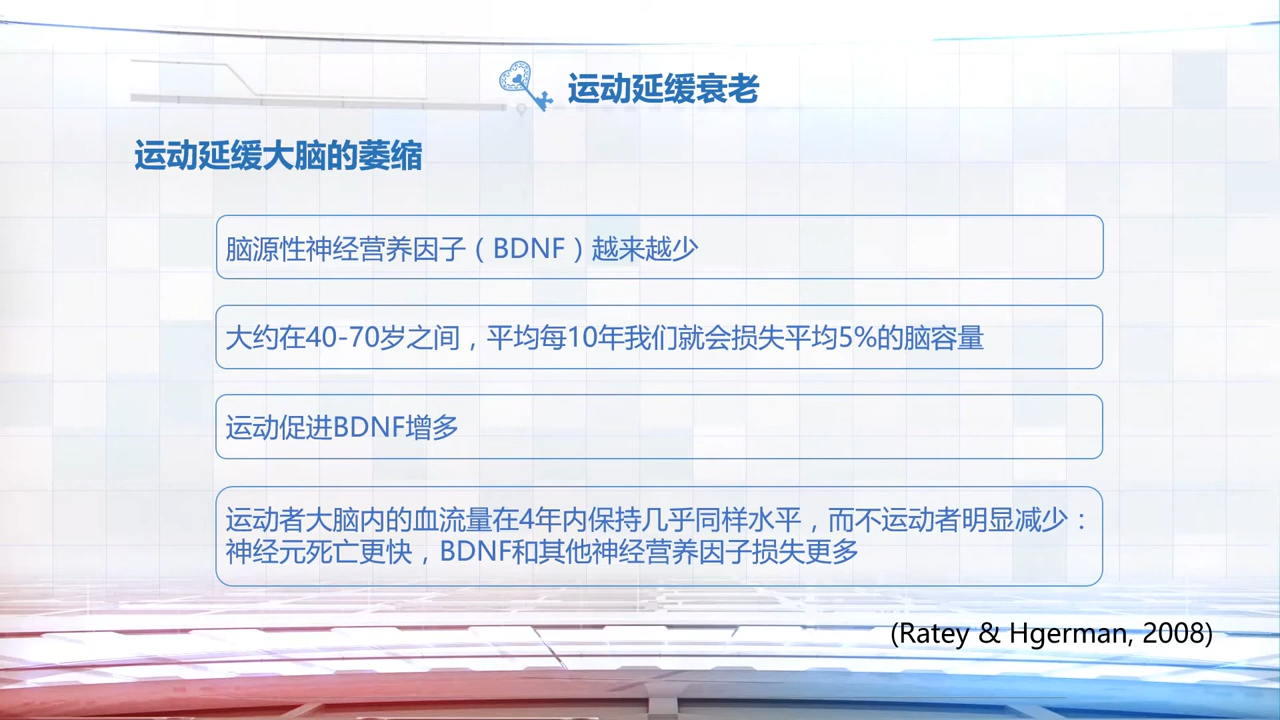 运动延缓衰老
运动延缓大脑的萎缩
脑源性神经营养因子（BDNF）越来越少
大约在40-70岁之间，平均每10年我们就会损失平均5%的脑容量
运动促进BDNF增多
运动者大脑内的血流量在4年内保持几乎同样水平，而不运动者明显减少：
神经元死亡更快，BDNF和其他神经营养因子损失更多
(Ratey & Hgerman, 2008)